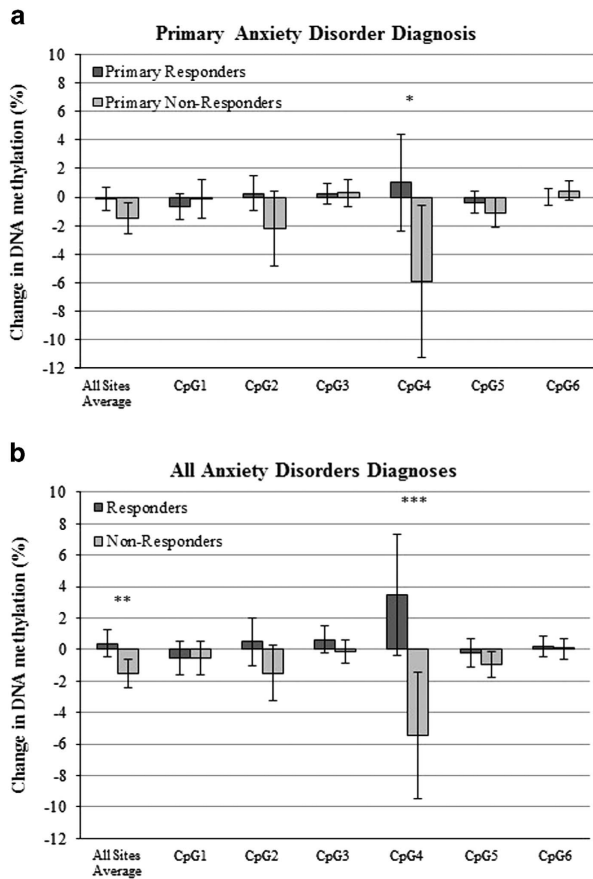 a
Primary Anxiety Disorder Diagnosis
Change in DNA methylation (%)
10
8
6
4
2
0
-2
-4
-6
-8
-10
-12
Primary Responders
Primary Non-Responders
*
All Sites
Average
CpG1
CpG2
CpG3
CpG4
CpG5
CpG6
b
All Anxiety Disorders Diagnoses
Change in DNA methylation (%)
10
8
6
4
2
0
-2
-4
-6
-8
-10
-12
Responders
Non-Responders
**
***
All Sites
Average
CpG1
CpG2
CpG3
CpG4
CpG5
CpG6